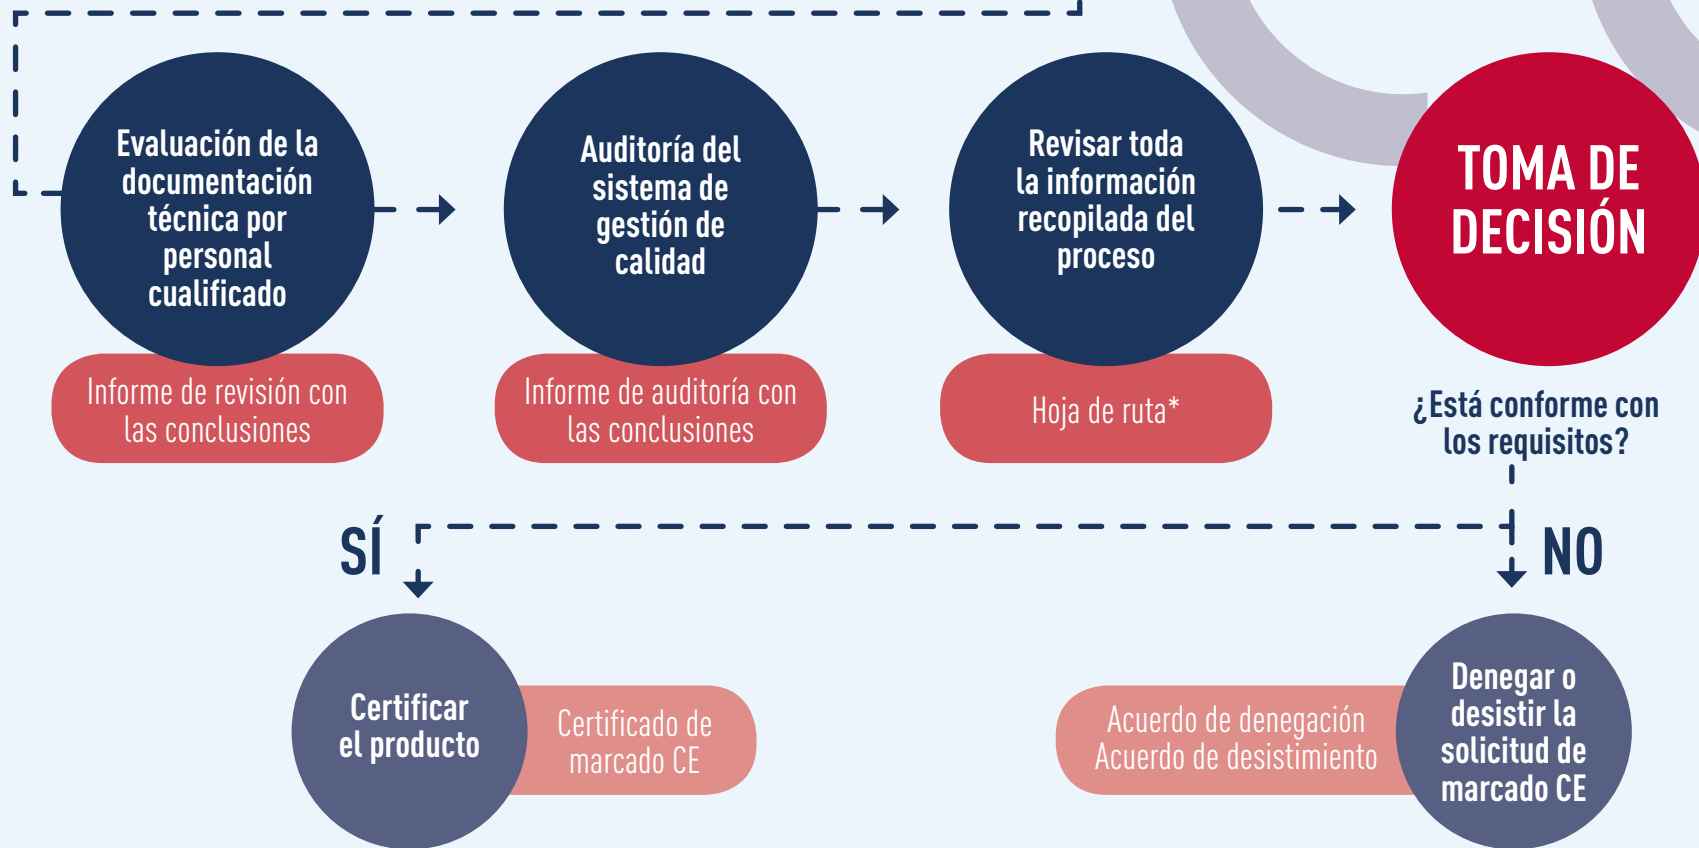 Evaluación de la
documentación
técnica por
personal
cualificado
Informe de revisión con
las conclusiones
Auditoría del
sistema de
gestión de
calidad
Informe de auditoría con
las conclusiones
Revisar toda
la información
recopilada del
proceso
Hoja de ruta*
TOMA DE
DECISIÓN
¿Está conforme con
los requisitos?
SÍ
NO
Certificar
el producto
Certificado de
marcado CE
Acuerdo de denegación
Acuerdo de desistimiento
Denegar o
desistir la
solicitud de
marcado CE